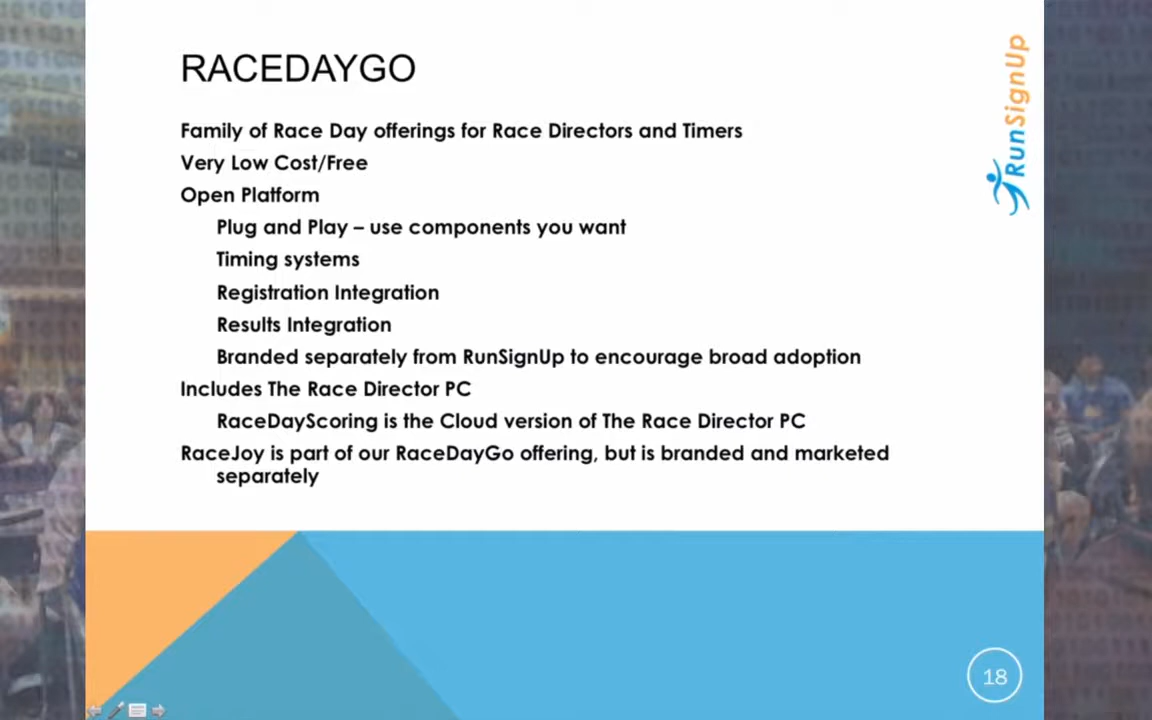 RACEDAYGO
RunSignUp
Family of Race Day offerings for Race Directors and Timers
Very Low Cost/Free
Open Platform
Plug and Play – use components you want
Timing systems
Registration Integration
Results Integration
Branded separately from RunSignUp to encourage broad adoption
Includes The Race Director PC
RaceDayScoring is the Cloud version of The Race Director PC
RaceJoy is part of our RaceDayGo offering, but is branded and marketed
separately
18